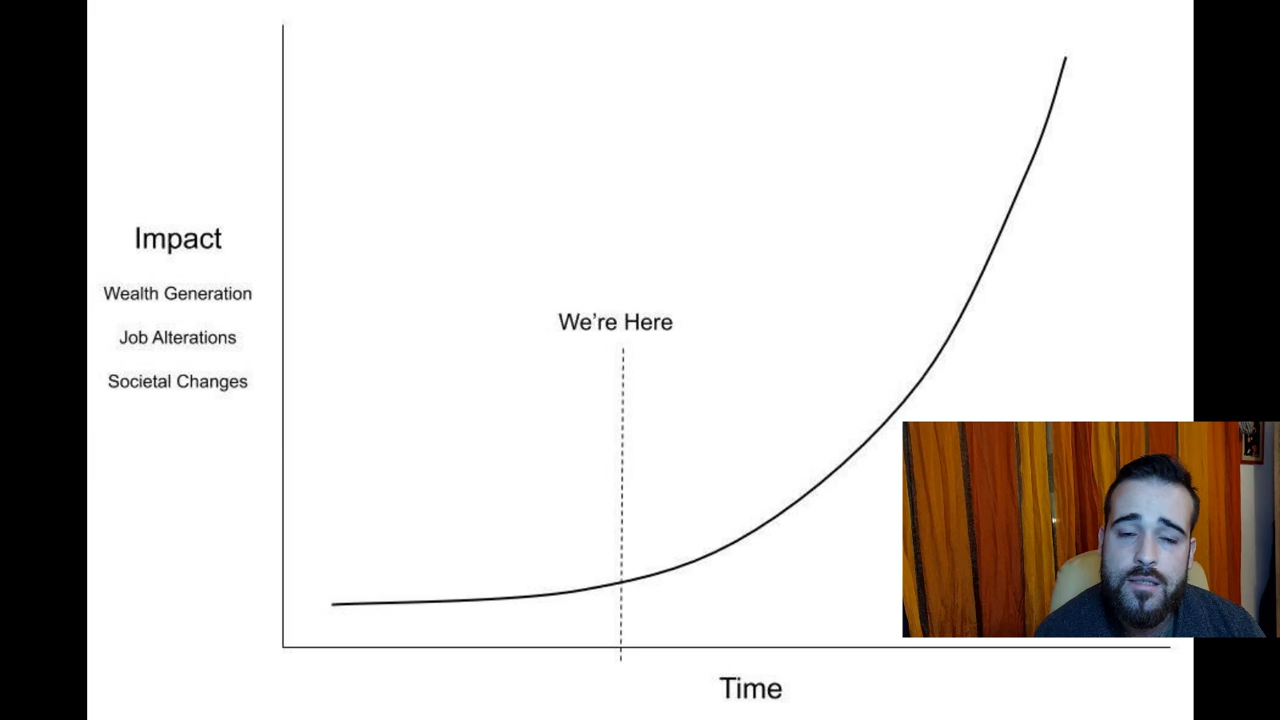 Impact
Wealth Generation
Job Alterations
Societal Changes
We’re Here
Time